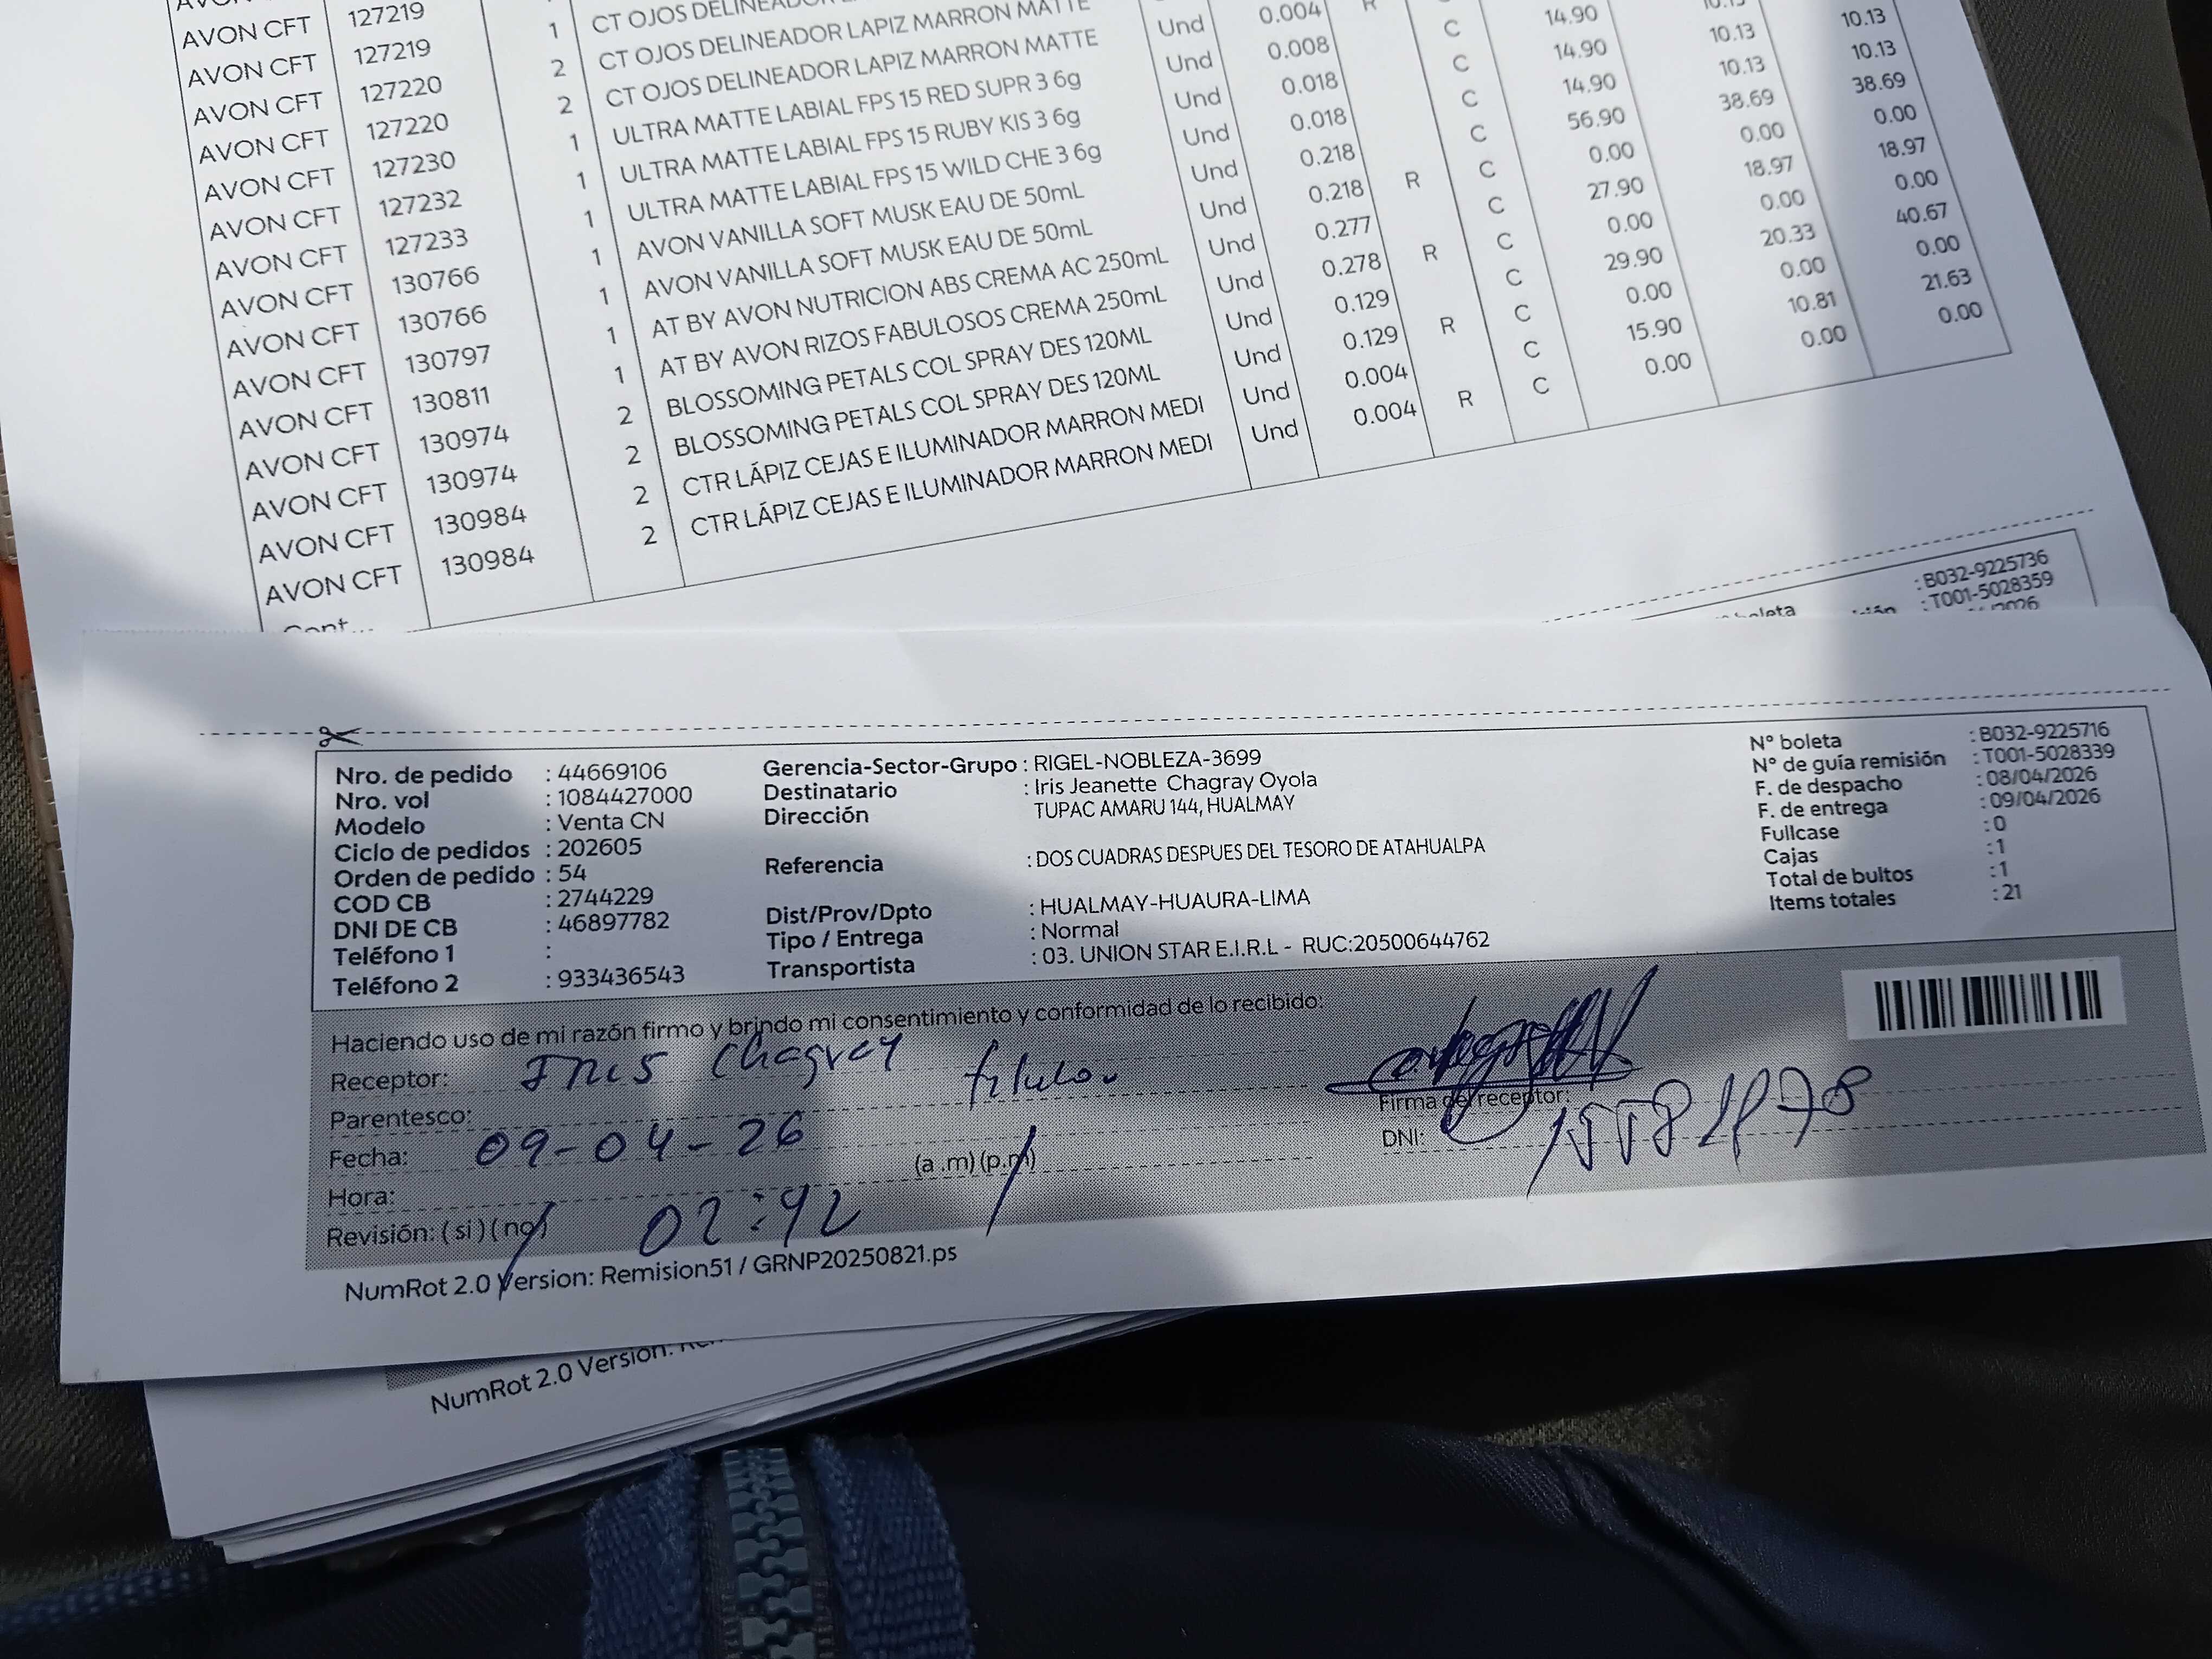 AVON CFT 127219 1 CT OJOS DELINEADOR
AVON CFT 127219 2 CT OJOS DELINEADOR LAPIZ MARRON MATTE Und 0.004 R C 14.90 10.13 10.13
AVON CFT 127220 2 CT OJOS DELINEADOR LAPIZ MARRON MATTE Und 0.008 C 14.90 10.13 10.13
AVON CFT 127220 1 ULTRA MATTE LABIAL FPS 15 RED SUPR 3 6g Und 0.018 C 14.90 10.13 38.69
AVON CFT 127230 1 ULTRA MATTE LABIAL FPS 15 RUBY KIS 3 6g Und 0.018 C 56.90 38.69 0.00
AVON CFT 127232 1 ULTRA MATTE LABIAL FPS 15 WILD CHE 3 6g Und 0.218 C 0.00 0.00 18.97
AVON CFT 127233 1 AVON VANILLA SOFT MUSK EAU DE 50mL Und 0.218 R C 27.90 18.97 0.00
AVON CFT 130766 1 AVON VANILLA SOFT MUSK EAU DE 50mL Und 0.277 C 0.00 0.00 40.67
AVON CFT 130766 1 AT BY AVON NUTRICION ABS CREMA AC 250mL Und 0.278 R C 29.90 20.33 0.00
AVON CFT 130797 1 AT BY AVON RIZOS FABULOSOS CREMA 250mL Und 0.129 C 0.00 0.00 21.63
AVON CFT 130811 2 BLOSSOMING PETALS COL SPRAY DES 120ML Und 0.129 R C 15.90 10.81 0.00
AVON CFT 130974 2 BLOSSOMING PETALS COL SPRAY DES 120ML Und 0.004 C 0.00 0.00
AVON CFT 130974 2 CTR LÁPIZ CEJAS E ILUMINADOR MARRON MEDI Und 0.004 R C
AVON CFT 130984 2 CTR LÁPIZ CEJAS E ILUMINADOR MARRON MEDI Und
AVON CFT 130984
: B032-9225736
: T001-5028359
Nro. de pedido : 44669106 Gerencia-Sector-Grupo : RIGEL-NOBLEZA-3699 N° boleta : B032-9225716
Nro. vol : 1084427000 Destinatario : Iris Jeanette Chagray Oyola N° de guía remisión : T001-5028339
Modelo : Venta CN Dirección TUPAC AMARU 144, HUALMAY F. de despacho : 08/04/2026
Ciclo de pedidos : 202605 F. de entrega : 09/04/2026
Orden de pedido : 54 Referencia : DOS CUADRAS DESPUES DEL TESORO DE ATAHUALPA Fullcase : 0
COD CB : 2744229 Cajas : 1
DNI DE CB : 46897782 Dist/Prov/Dpto : HUALMAY-HUAURA-LIMA Total de bultos : 1
Teléfono 1 : Tipo / Entrega : Normal Items totales : 21
Teléfono 2 : 933436543 Transportista : 03. UNION STAR E.I.R.L - RUC:20500644762
Haciendo uso de mi razón firmo y brindo mi consentimiento y conformidad de lo recibido:
Receptor: Iris Chagray
Parentesco: titular Firma del receptor:
Fecha: 09-04-26 DNI:
Hora: 02:42 (a .m) (p.m)
Revisión: (si) (no)
NumRot 2.0 Version: Remision51 / GRNP20250821.ps
NumRot 2.0 Version: